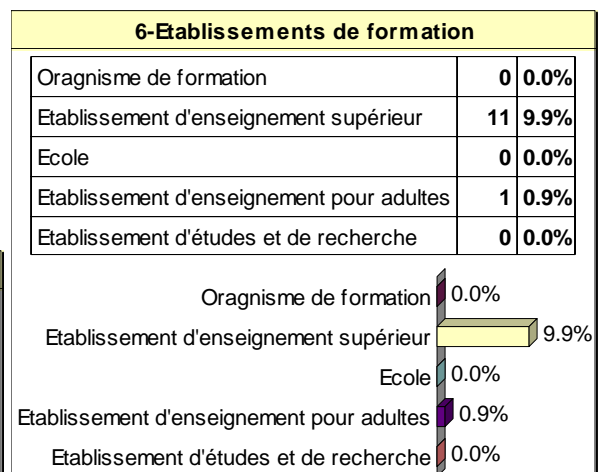 6-Etablissements de formation
Oragnisme de formation 0 0.0%
Etablissement d'enseignement supérieur 11 9.9%
Ecole 0 0.0%
Etablissement d'enseignement pour adultes 1 0.9%
Etablissement d'études et de recherche 0 0.0%
Oragnisme de formation 0.0%
Etablissement d'enseignement supérieur 9.9%
Ecole 0.0%
Etablissement d'enseignement pour adultes 0.9%
Etablissement d'études et de recherche 0.0%